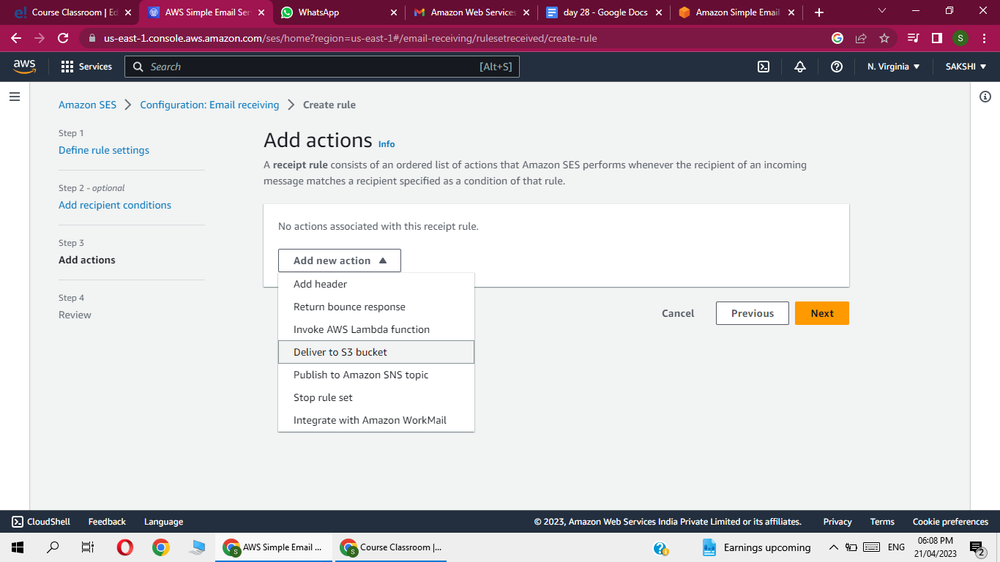 Course Classroom | Ed
AWS Simple Email Ser
WhatsApp
Amazon Web Services
day 28 - Google Docs
Amazon Simple Email
us-east-1.console.aws.amazon.com/ses/home?region=us-east-1#/email-receiving/rulesetreceived/create-rule
S
aws
Services
Search
[Alt+S]
N. Virginia
SAKSHI
Amazon SES
Configuration: Email receiving
Create rule
Step 1
Define rule settings
Step 2 - optional
Add recipient conditions
Step 3
Add actions
Step 4
Review
Add actions Info
A receipt rule consists of an ordered list of actions that Amazon SES performs whenever the recipient of an incoming
message matches a recipient specified as a condition of that rule.
No actions associated with this receipt rule.
Add new action
Add header
Return bounce response
Invoke AWS Lambda function
Deliver to S3 bucket
Publish to Amazon SNS topic
Stop rule set
Integrate with Amazon WorkMail
Cancel
Previous
Next
CloudShell
Feedback
Language
© 2023, Amazon Web Services India Private Limited or its affiliates.
Privacy
Terms
Cookie preferences
AWS Simple Email ...
Course Classroom |...
Earnings upcoming
ENG
06:08 PM
21/04/2023
2